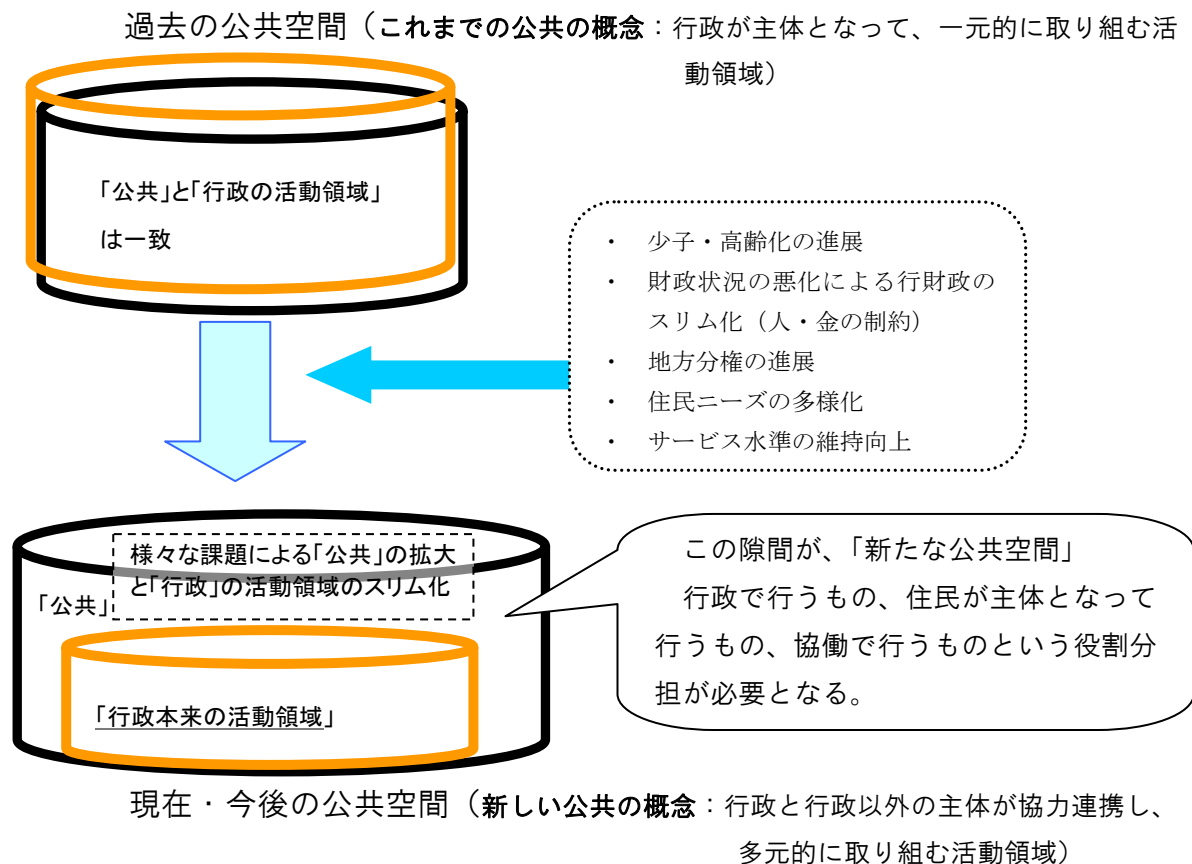 過去の公共空間（これまでの公共の概念：行政が主体となって、一元的に取り組む活
動領域）
「公共」と「行政の活動領域」
は一致
・ 少子・高齢化の進展
・ 財政状況の悪化による行財政の
スリム化（人・金の制約）
・ 地方分権の進展
・ 住民ニーズの多様化
・ サービス水準の維持向上
様々な課題による「公共」の拡大
と「行政」の活動領域のスリム化
「公共」
この隙間が、「新たな公共空間」
行政で行うもの、住民が主体となって
行うもの、協働で行うものという役割分
担が必要となる。
「行政本来の活動領域」
現在・今後の公共空間（新しい公共の概念：行政と行政以外の主体が協力連携し、
多元的に取り組む活動領域）